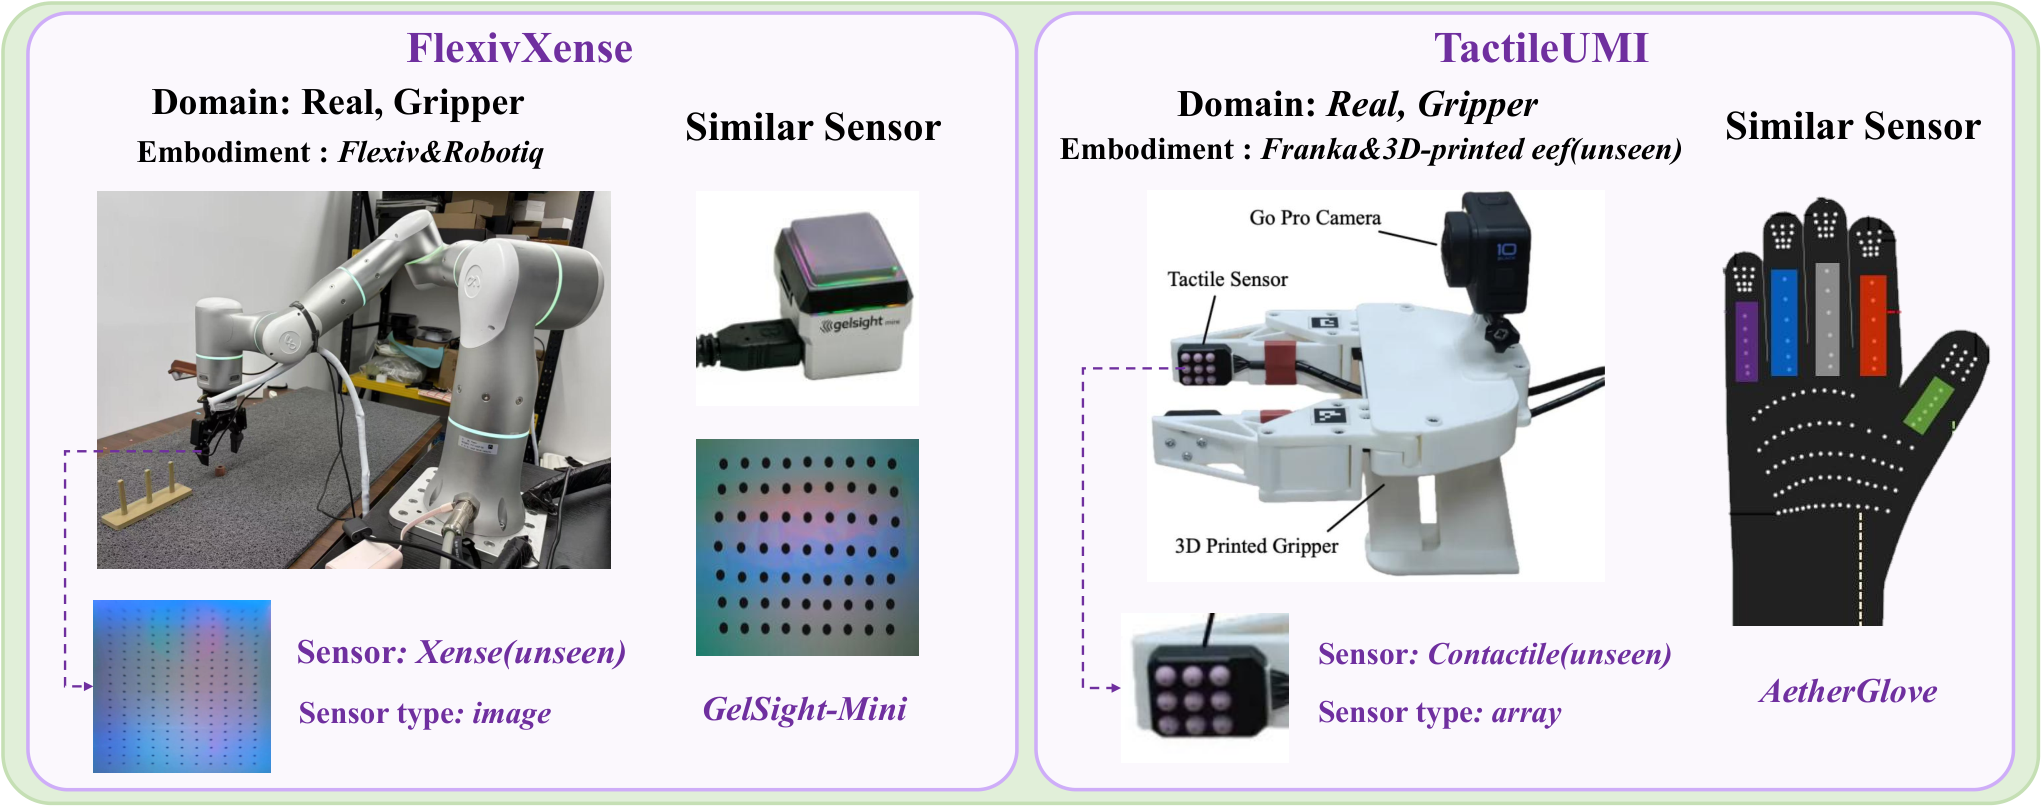 FlexivXense
Domain: Real, Gripper
Embodiment : Flexiv&Robotiq
Similar Sensor
gelsight mini
Sensor: Xense(unseen)
Sensor type: image
GelSight-Mini
TactileUMI
Domain: Real, Gripper
Embodiment : Franka&3D-printed eef(unseen)
Similar Sensor
Go Pro Camera
10
Tactile Sensor
3D Printed Gripper
Sensor: Contactile(unseen)
Sensor type: array
AetherGlove